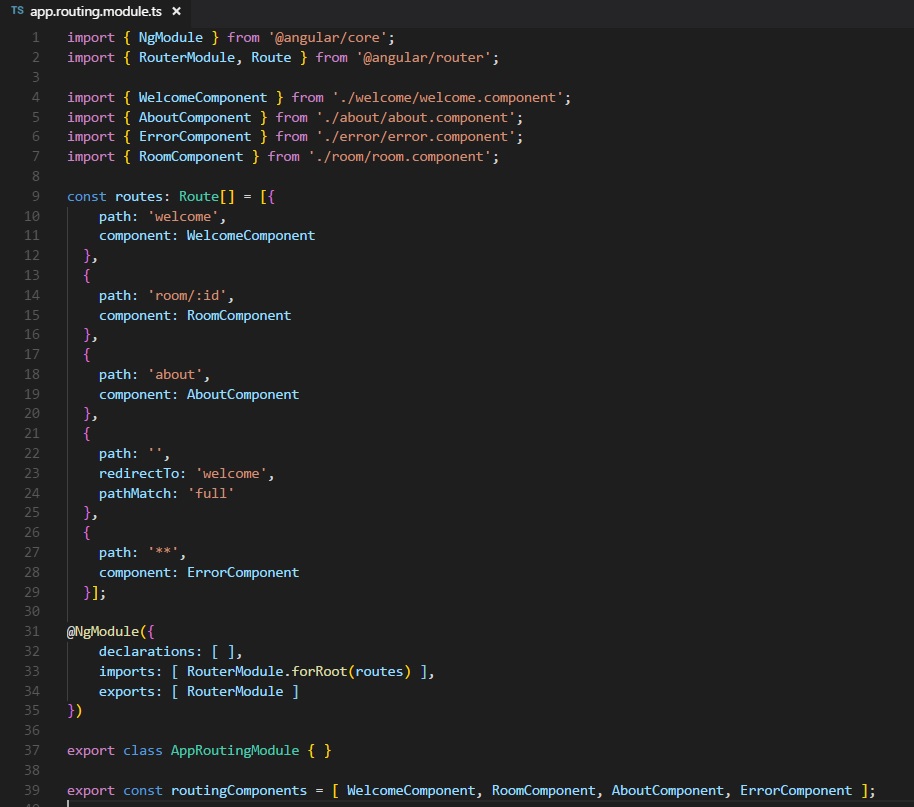 TS app.routing.module.ts ×
1 import { NgModule } from '@angular/core';
2 import { RouterModule, Route } from '@angular/router';
3
4 import { WelcomeComponent } from './welcome/welcome.component';
5 import { AboutComponent } from './about/about.component';
6 import { ErrorComponent } from './error/error.component';
7 import { RoomComponent } from './room/room.component';
8
9 const routes: Route[] = [{
10     path: 'welcome',
11     component: WelcomeComponent
12   },
13   {
14     path: 'room/:id',
15     component: RoomComponent
16   },
17   {
18     path: 'about',
19     component: AboutComponent
20   },
21   {
22     path: '',
23     redirectTo: 'welcome',
24     pathMatch: 'full'
25   },
26   {
27     path: '**',
28     component: ErrorComponent
29   }];
30
31 @NgModule({
32     declarations: [ ],
33     imports: [ RouterModule.forRoot(routes) ],
34     exports: [ RouterModule ]
35 })
36
37 export class AppRoutingModule { }
38
39 export const routingComponents = [ WelcomeComponent, RoomComponent, AboutComponent, ErrorComponent ];